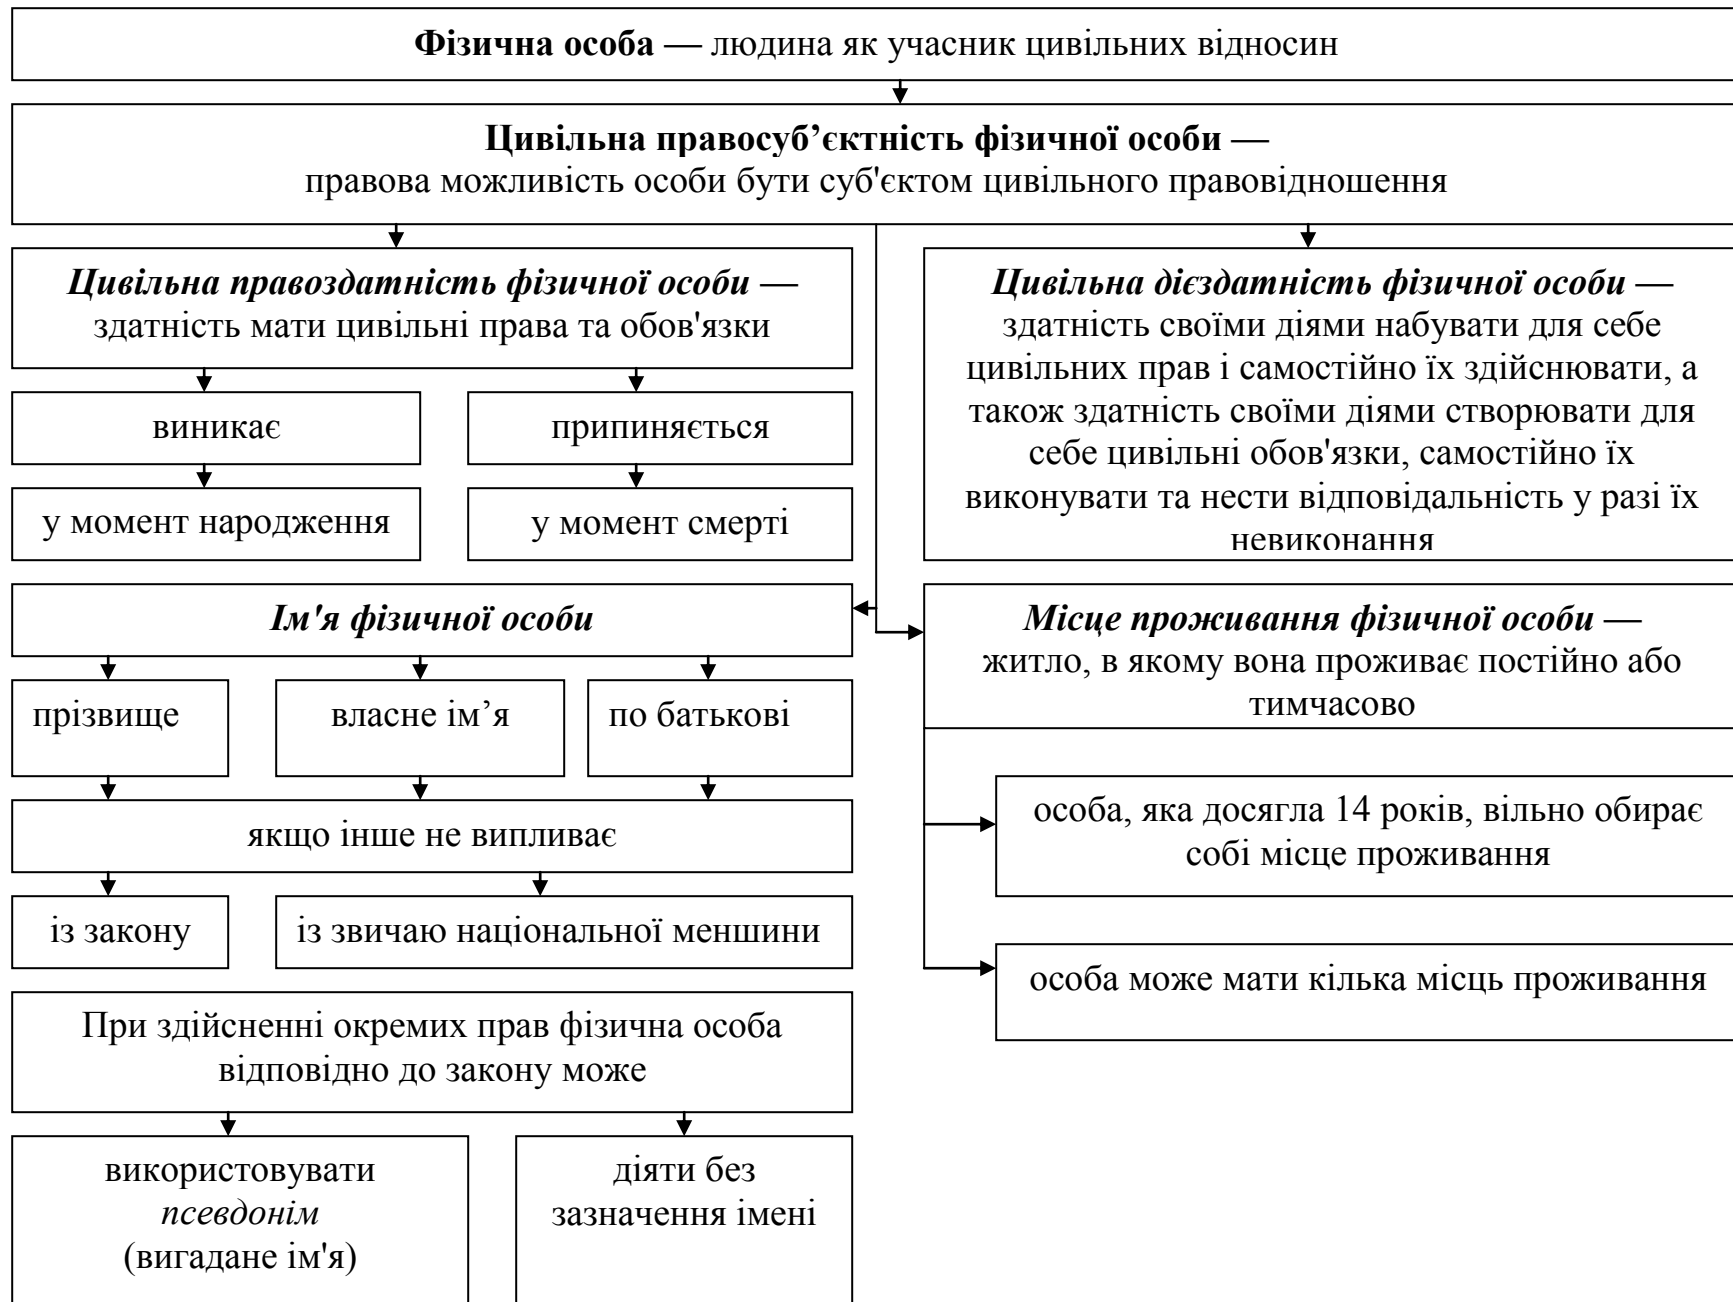 Фізична особа — людина як учасник цивільних відносин
Цивільна правосуб’єктність фізичної особи —
правова можливість особи бути суб'єктом цивільного правовідношення
Цивільна правоздатність фізичної особи —
здатність мати цивільні права та обов'язки
виникає
припиняється
у момент народження
у момент смерті
Цивільна дієздатність фізичної особи —
здатність своїми діями набувати для себе
цивільних прав і самостійно їх здійснювати, а
також здатність своїми діями створювати для
себе цивільні обов'язки, самостійно їх
виконувати та нести відповідальність у разі їх
невиконання
Ім'я фізичної особи
прізвище
власне ім’я
по батькові
якщо інше не випливає
із закону
із звичаю національної меншини
При здійсненні окремих прав фізична особа
відповідно до закону може
використовувати
псевдонім
(вигадане ім'я)
діяти без
зазначення імені
Місце проживання фізичної особи —
житло, в якому вона проживає постійно або
тимчасово
особа, яка досягла 14 років, вільно обирає
собі місце проживання
особа може мати кілька місць проживання